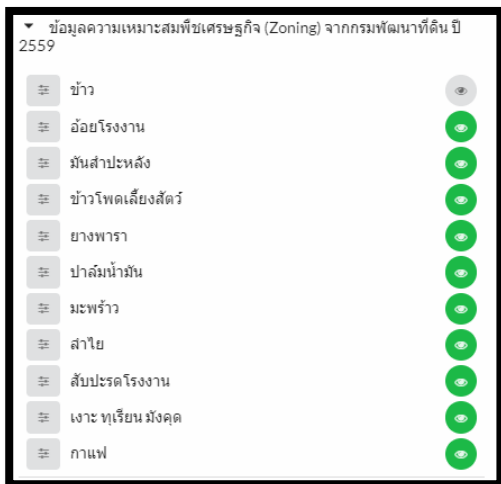 ข้อมูลความเหมาะสมพืชเศรษฐกิจ (Zoning) จากกรมพัฒนาที่ดิน ปี
2559
ข้าว
อ้อยโรงงาน
มันสำปะหลัง
ข้าวโพดเลี้ยงสัตว์
ยางพารา
ปาล์มน้ำมัน
มะพร้าว
ลำไย
สับปะรดโรงงาน
เงาะ ทุเรียน มังคุด
กาแฟ